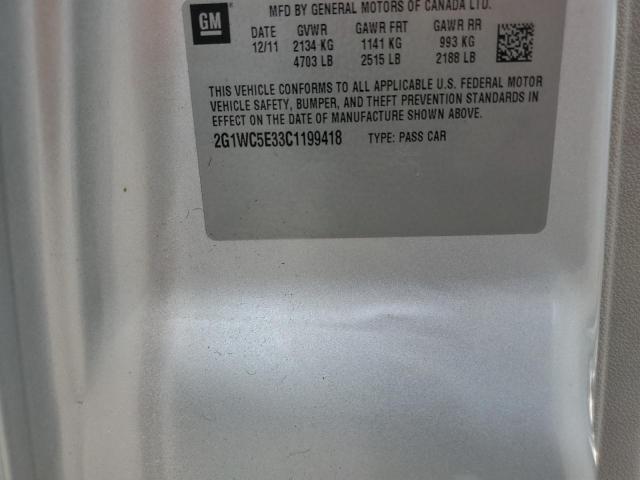 MFD BY GENERAL MOTORS OF CANADA LTD.
GM
DATE GVWR GAWR FRT GAWR RR
12/11 2134 KG 1141 KG 993 KG
4703 LB 2515 LB 2188 LB
THIS VEHICLE CONFORMS TO ALL APPLICABLE U.S. FEDERAL MOTOR
VEHICLE SAFETY, BUMPER, AND THEFT PREVENTION STANDARDS IN
EFFECT ON THE DATE OF MANUFACTURE SHOWN ABOVE.
2G1WC5E33C1199418 TYPE: PASS CAR